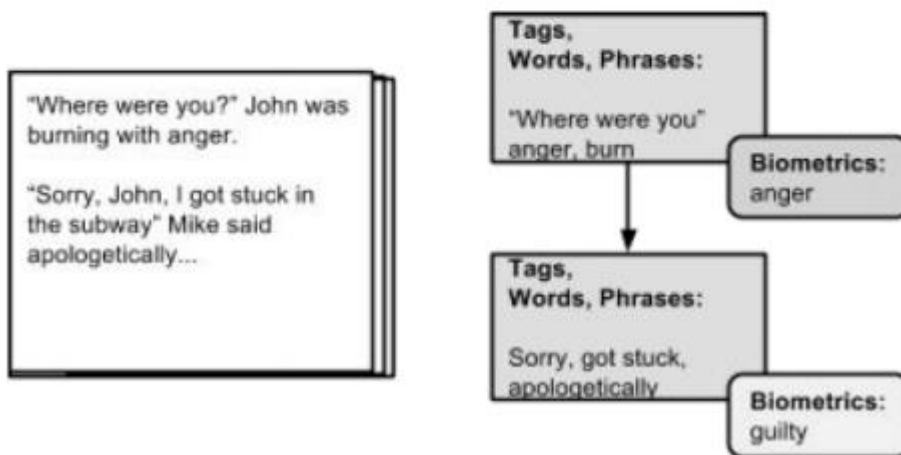 “Where were you?” John was
burning with anger.
“Sorry, John, I got stuck in
the subway” Mike said
apologetically...
Tags,
Words, Phrases:
“Where were you”
anger, burn
Biometrics:
anger
Tags,
Words, Phrases:
Sorry, got stuck,
apologetically
Biometrics:
guilty